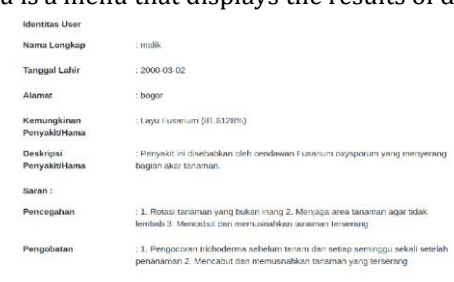 d is a menu that displays the results of d
Identitas User
Nama Lengkap : malik
Tanggal Lahir : 2000-03-02
Alamat : bogor
Kemungkinan : Layu Fusarium (81.6128%)
Penyakit/Hama
Deskripsi : Penyakit ini disebabkan oleh cendawan Fusarium oxysporum yang menyerang
Penyakit/Hama bagian akar tanaman.
Saran :
Pencegahan : 1. Rotasi tanaman yang bukan inang 2. Menjaga area tanaman agar tidak
lembab 3. Mencabut dan memusnahkan tanaman terserang
Pengobatan : 1. Pengocoran trichoderma sebelum tanam dan setiap seminggu sekali setelah
penanaman 2. Mencabut dan memusnahkan tanaman yang terserang